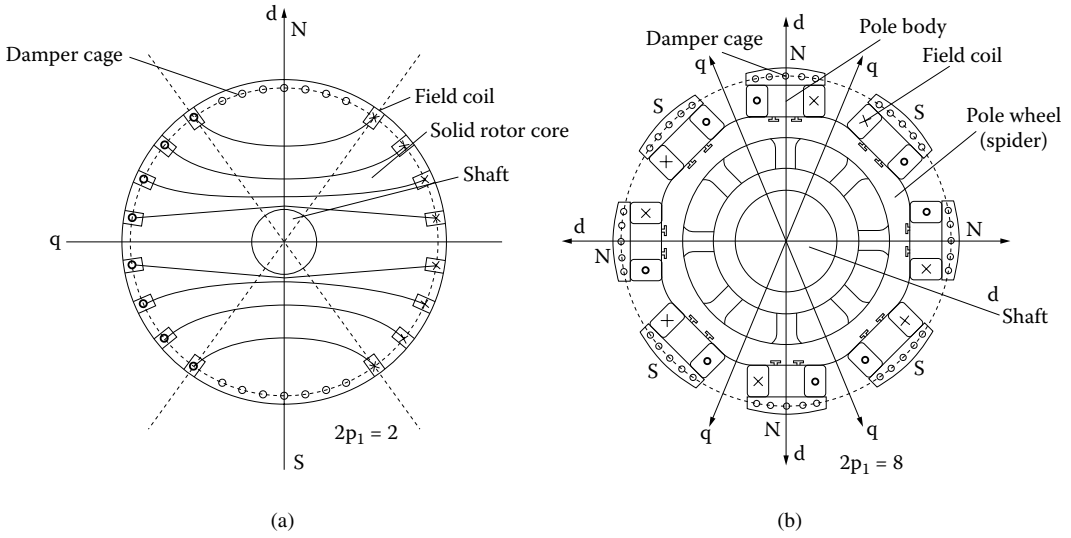 d
N
Damper cage
Field coil
Solid rotor core
Shaft
q
2p₁ = 2
S
(a)
d
Pole body
Damper cage
N
Field coil
q
q
S
S
Pole wheel
(spider)
d
N
N
d
Shaft
S
S
q
N
q
d
2p₁ = 8
(b)